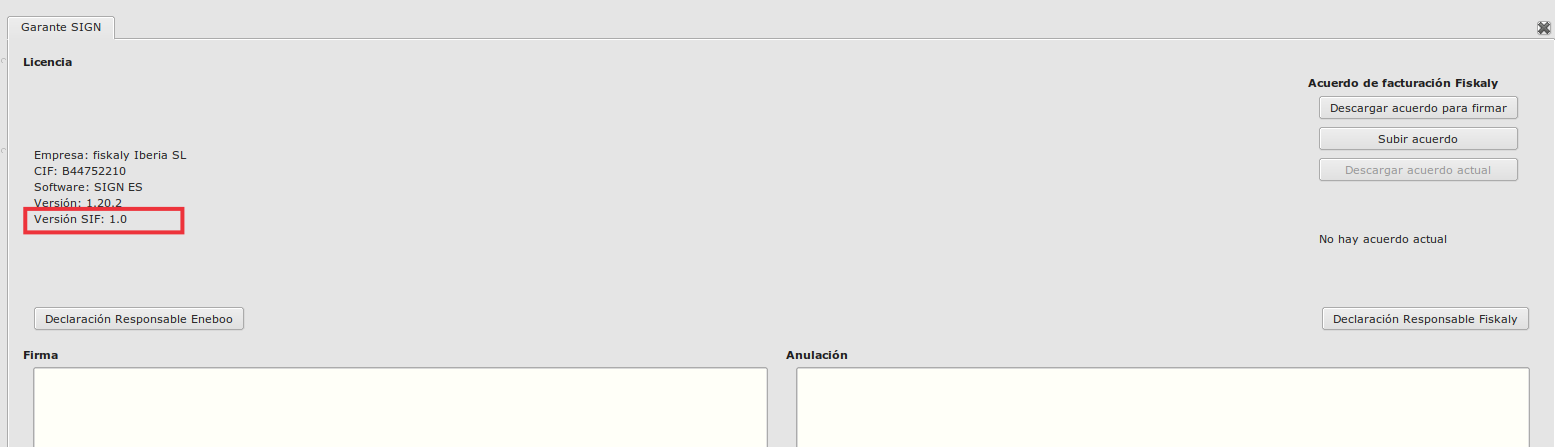 Garante SIGN
Licencia
Acuerdo de facturación Fiskaly
Descargar acuerdo para firmar
Subir acuerdo
Descargar acuerdo actual
Empresa: fiskaly Iberia SL
CIF: B44752210
Software: SIGN ES
Versión: 1.20.2
Versión SIF: 1.0
No hay acuerdo actual
Declaración Responsable Eneboo
Declaración Responsable Fiskaly
Firma
Anulación